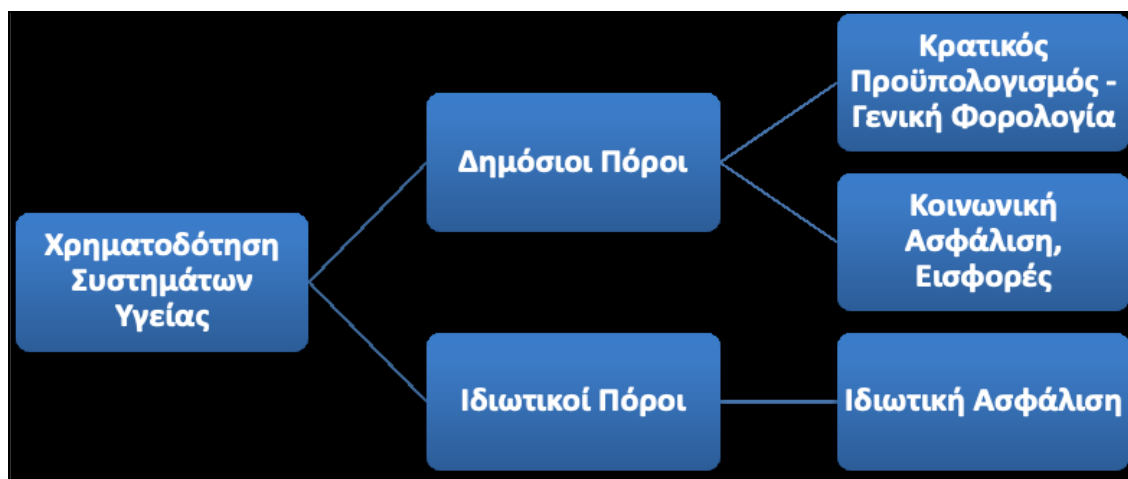 Χρηματοδότηση
Συστημάτων
Υγείας
Δημόσιοι Πόροι
Κρατικός
Προϋπολογισμός -
Γενική Φορολογία
Κοινωνική
Ασφάλιση,
Εισφορές
Ιδιωτικοί Πόροι
Ιδιωτική Ασφάλιση